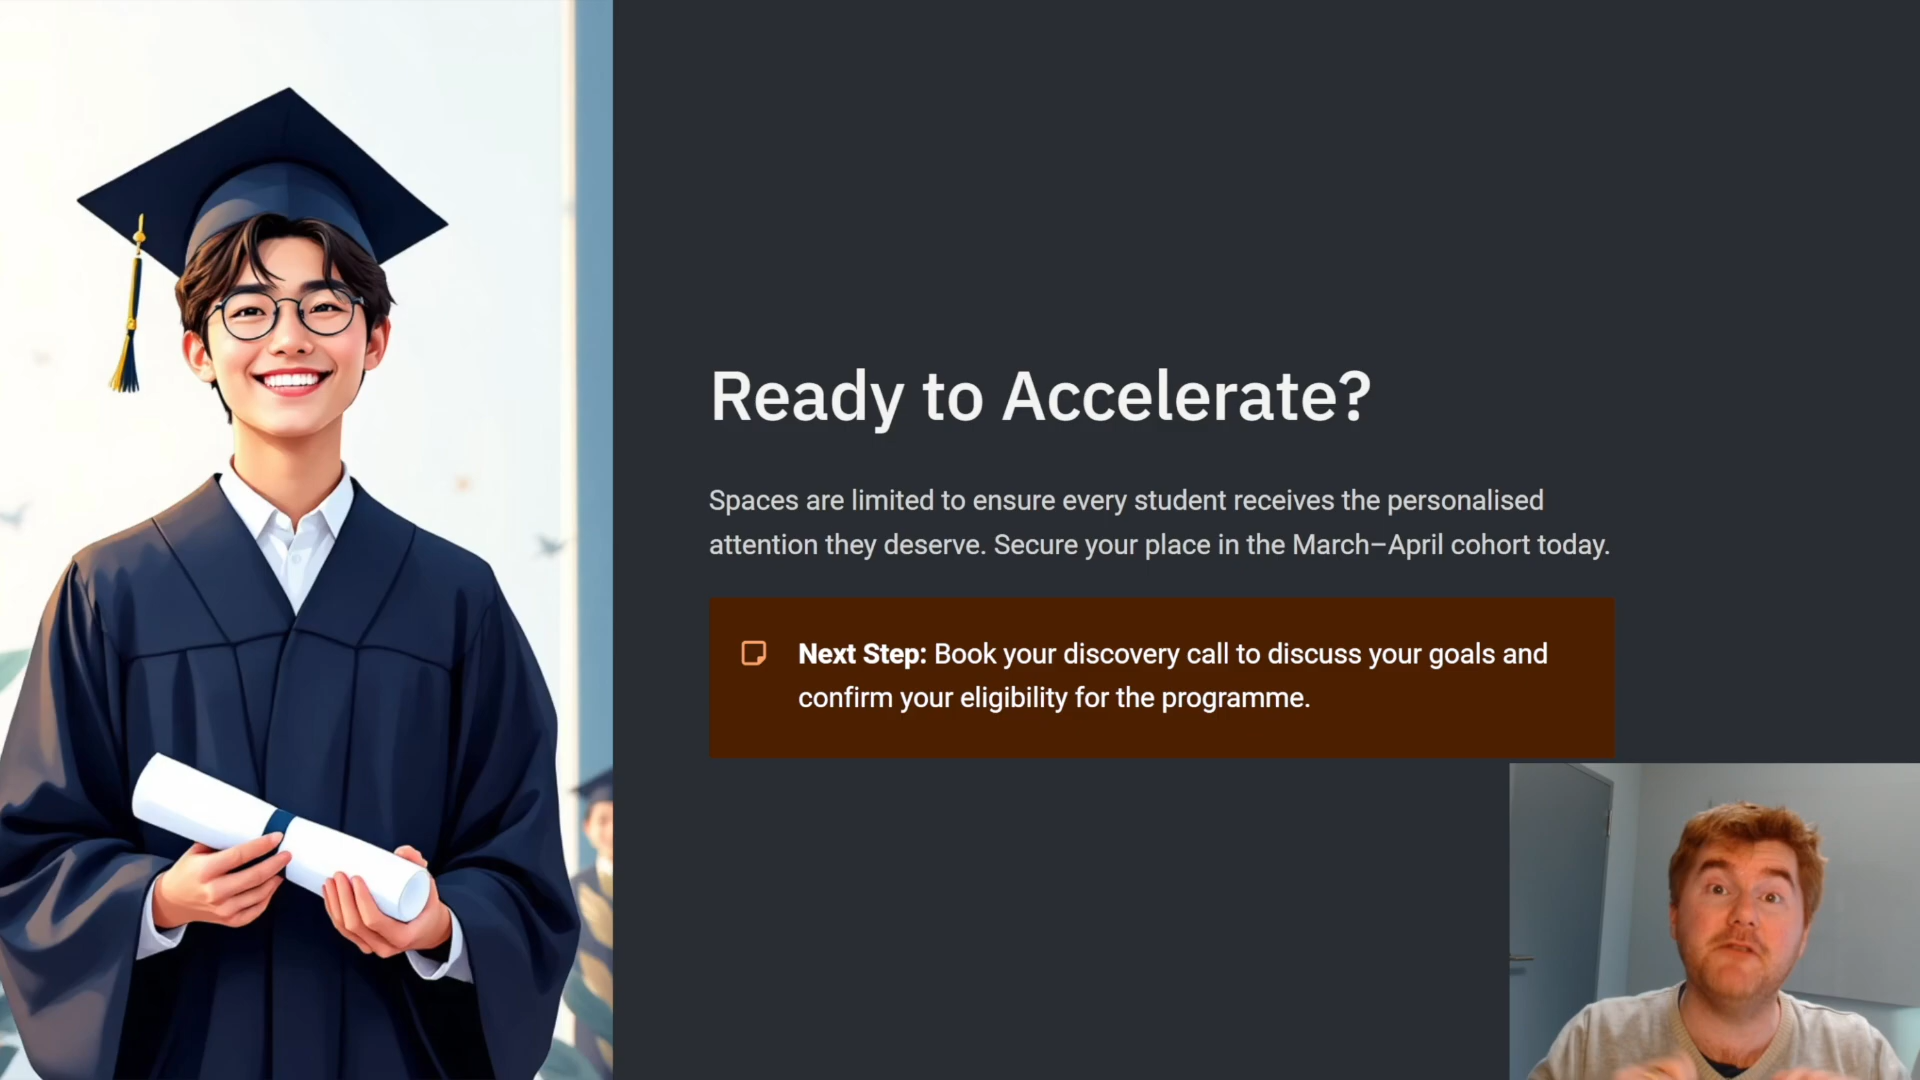 Ready to Accelerate?
Spaces are limited to ensure every student receives the personalised
attention they deserve. Secure your place in the March–April cohort today.
Next Step: Book your discovery call to discuss your goals and
confirm your eligibility for the programme.